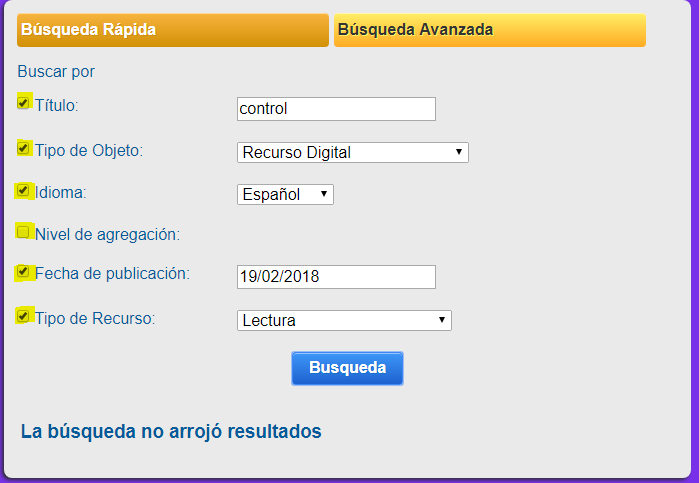 Búsqueda Rápida Búsqueda Avanzada
Buscar por
Título: control
Tipo de Objeto: Recurso Digital
Idioma: Español
Nivel de agregación:
Fecha de publicación: 19/02/2018
Tipo de Recurso: Lectura
Busqueda
La búsqueda no arrojó resultados